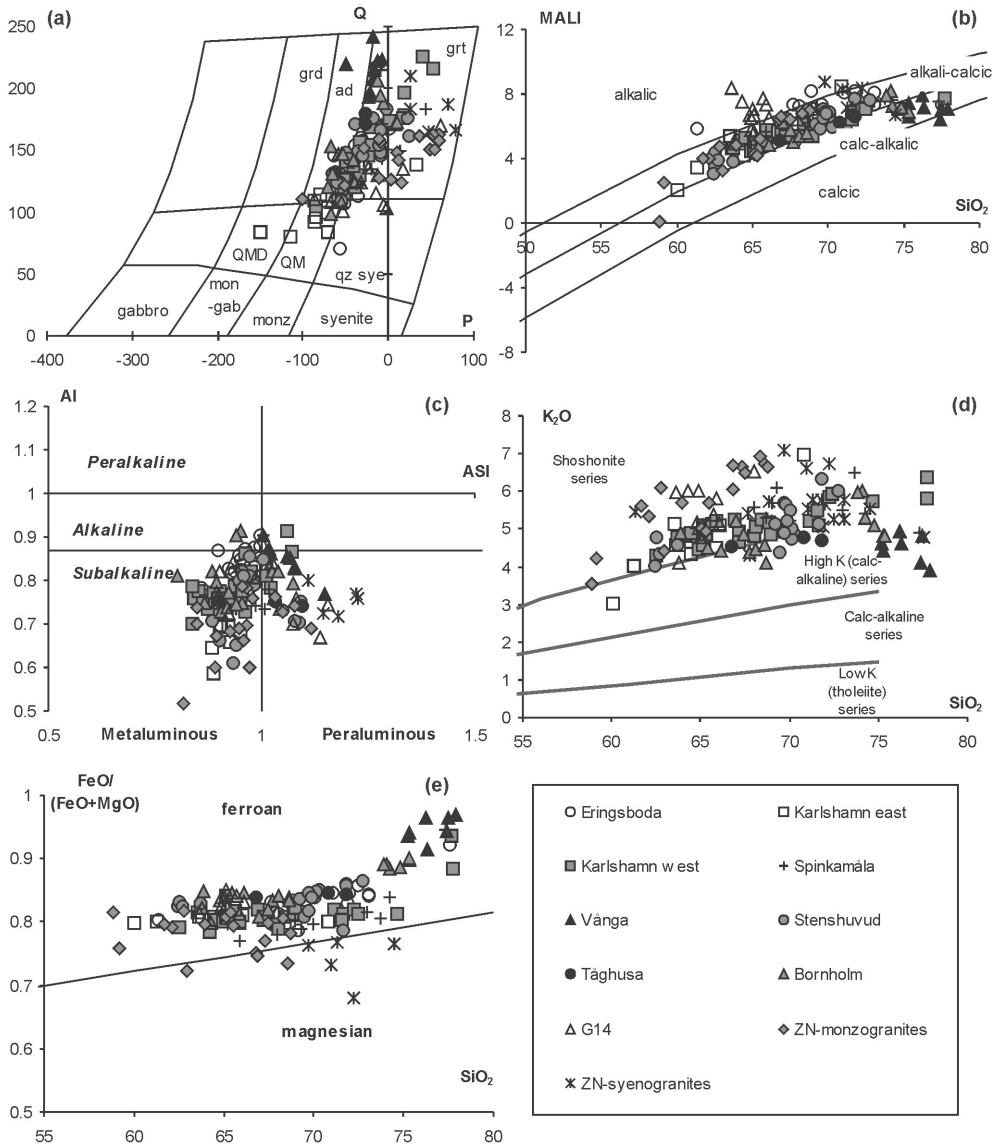 (a)
Q
250
200
150
100
50
0
-400
-300
-200
-100
0
100
P
grd
ad
grt
QMD
QM
qz sye
gabbro
mon
-gab
monz
syenite
MALI
(b)
12
8
4
0
-4
-8
50
55
60
65
70
75
80
SiO2
alkalic
alkali-calcic
calc-alkalic
calcic
AI
(c)
1.2
1.1
1
0.9
0.8
0.7
0.6
0.5
ASI
Peralkaline
Alkaline
Subalkaline
0.5
Metaluminous
1
Peraluminous
1.5
K2O
(d)
8
7
6
5
4
3
2
1
0
55
60
65
70
75
80
SiO2
Shoshonite
series
High K (calc-
alkaline) series
Calc-alkaline
series
Low K
(tholeiite)
series
FeO/
(FeO+MgO)
(e)
1
0.9
0.8
0.7
0.6
0.5
55
60
65
70
75
80
SiO2
ferroan
magnesian
Eringsboda
Karlshamn east
Karlshamn west
Spinkamåla
Vånga
Stenshuvud
Tåghusa
Bornholm
G14
ZN-monzogranites
ZN-syenogranites